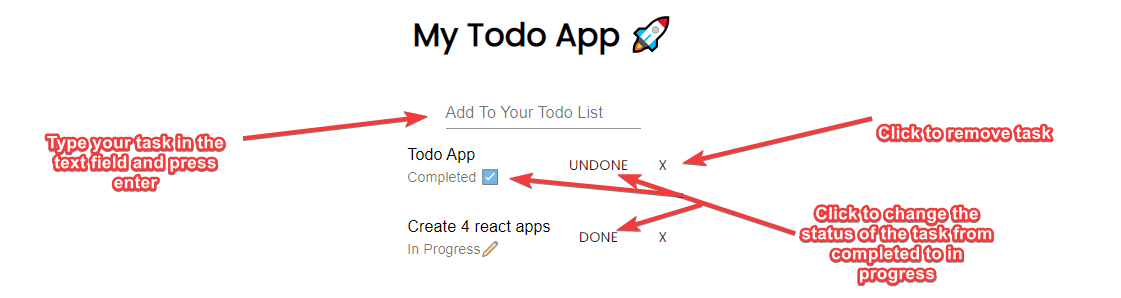 My Todo App 🚀
Add To Your Todo List
Type your task in the
text field and press
enter
Click to remove task
Todo App
UNDONE X
Completed ☑️
Click to change the
status of the task from
completed to in
progress
Create 4 react apps
DONE X
In Progress✏️